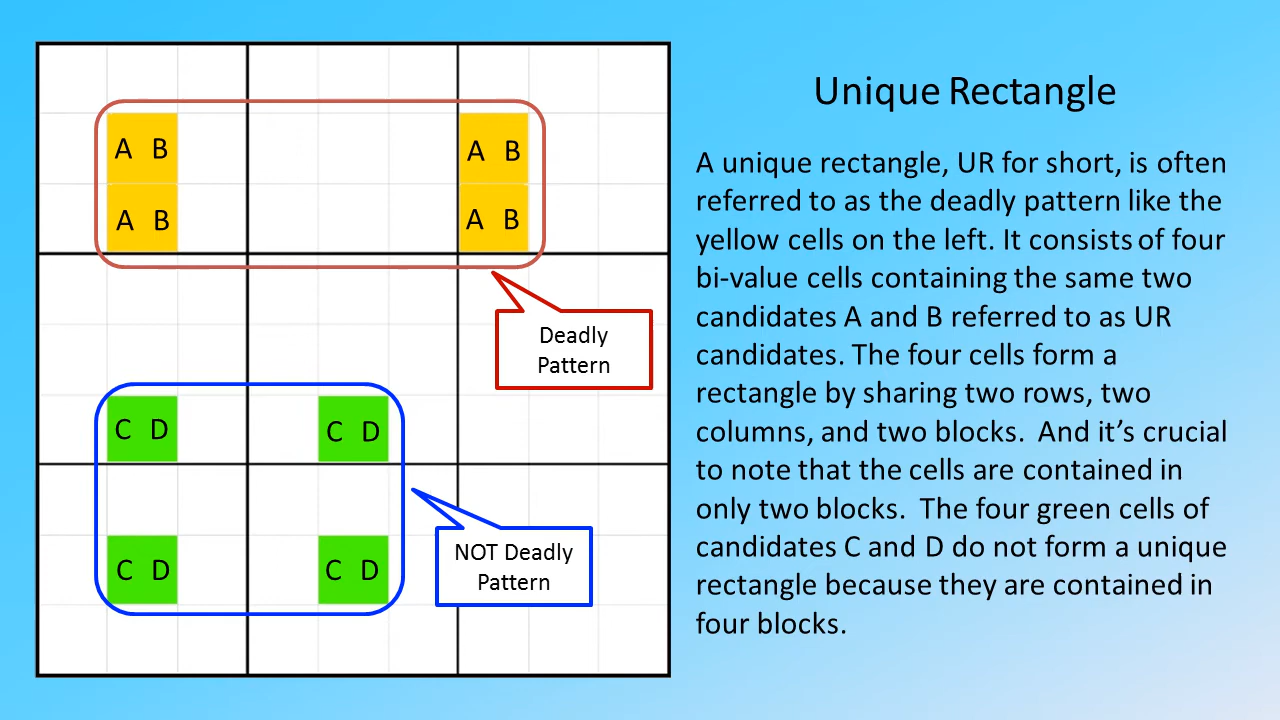 Unique Rectangle
A B
A B
A B
A B
Deadly
Pattern
C D
C D
NOT Deadly
Pattern
C D
C D
A unique rectangle, UR for short, is often
referred to as the deadly pattern like the
yellow cells on the left. It consists of four
bi-value cells containing the same two
candidates A and B referred to as UR
candidates. The four cells form a
rectangle by sharing two rows, two
columns, and two blocks.  And it’s crucial
to note that the cells are contained in
only two blocks.  The four green cells of
candidates C and D do not form a unique
rectangle because they are contained in
four blocks.